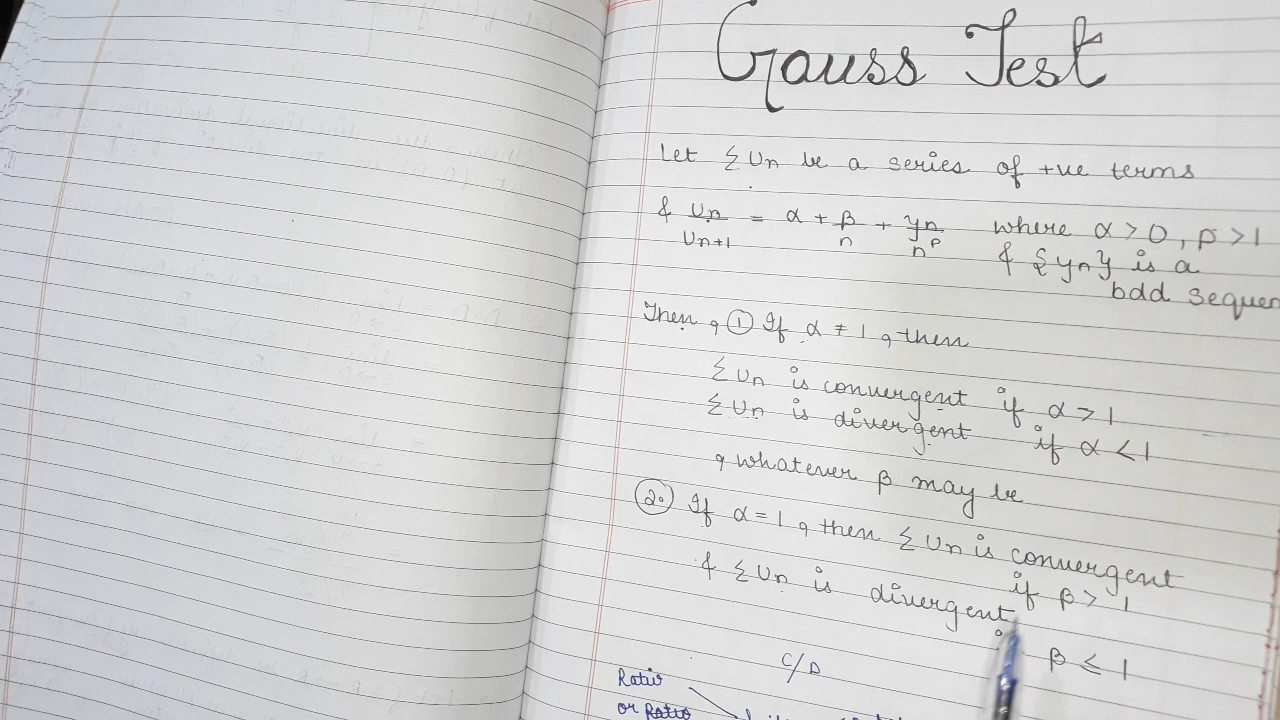 Gauss Test
Let Σ Un be a series of +ve terms
& Un/Un+1 = α + β/n + yn/n^p where α > 0, p > 1
& {yn} is a
bdd sequen
Then, ① If α ≠ 1, then
Σ Un is convergent if α > 1
Σ Un is divergent if α < 1
, whatever β may be
②. If α = 1, then Σ Un is convergent
if β > 1
& Σ Un is divergent
β ≤ 1
C/D
Ratio
or Ratio